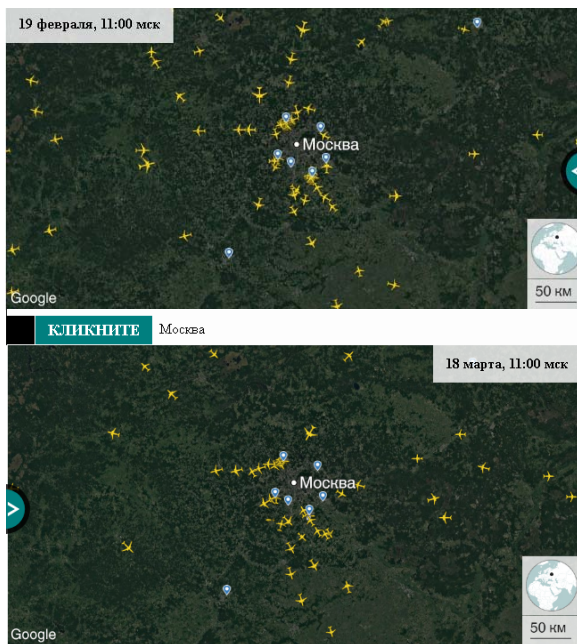 19 февраля, 11:00 мск
Москва
50 км
Google
КЛИКНИТЕ Москва
18 марта, 11:00 мск
Москва
50 км
Google